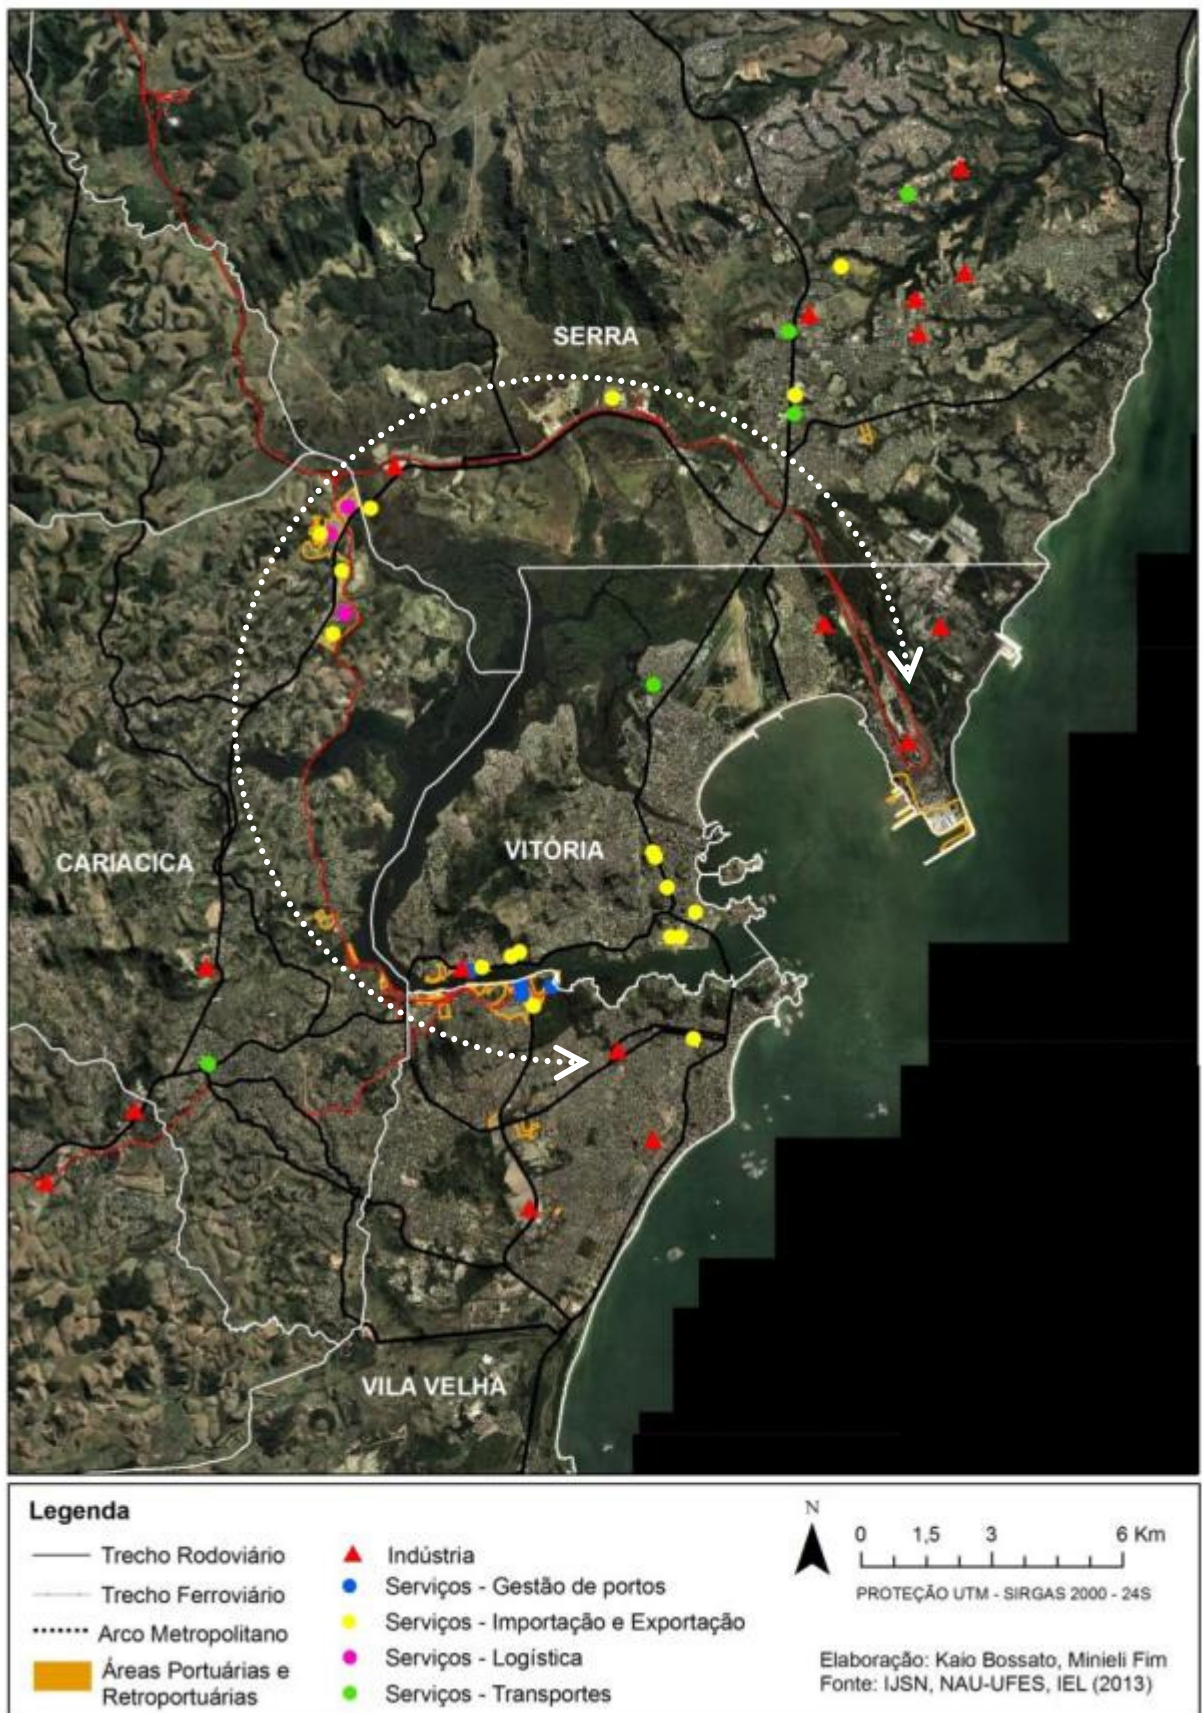 SERRA
CARIACICA
VITÓRIA
VILA VELHA
Legenda
Trecho Rodoviário
Trecho Ferroviário
Arco Metropolitano
Áreas Portuárias e
Retroportuárias
Indústria
Serviços - Gestão de portos
Serviços - Importação e Exportação
Serviços - Logística
Serviços - Transportes
N
0 1,5 3 6 Km
PROTEÇÃO UTM - SIRGAS 2000 - 24S
Elaboração: Kaio Bossato, Minieli Fim
Fonte: IJSN, NAU-UFES, IEL (2013)